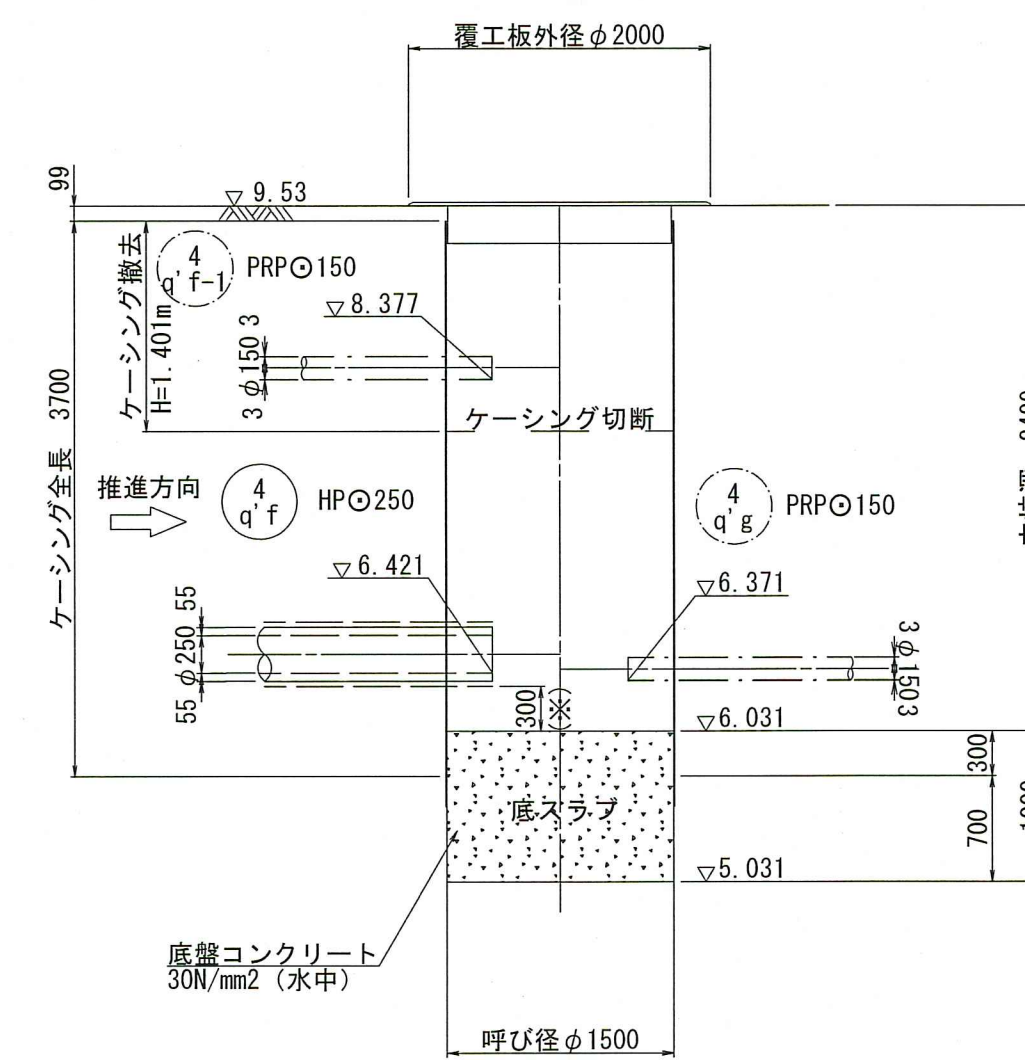 覆工板外径φ2000
99
▽ 9.53
ケーシング撤去
H=1.401m
4
q'f-1
PRP⊙150
▽8.377
3 φ150 3
ケーシング切断
ケーシング全長 3700
推進方向
4
q'f
HP⊙250
4
q'g
PRP⊙150
▽6.421
▽6.371
55 φ250 55
3 φ150 3
300
※
▽6.031
300
底スラブ
700
▽5.031
底盤コンクリート
30N/mm2 (水中)
呼び径φ1500